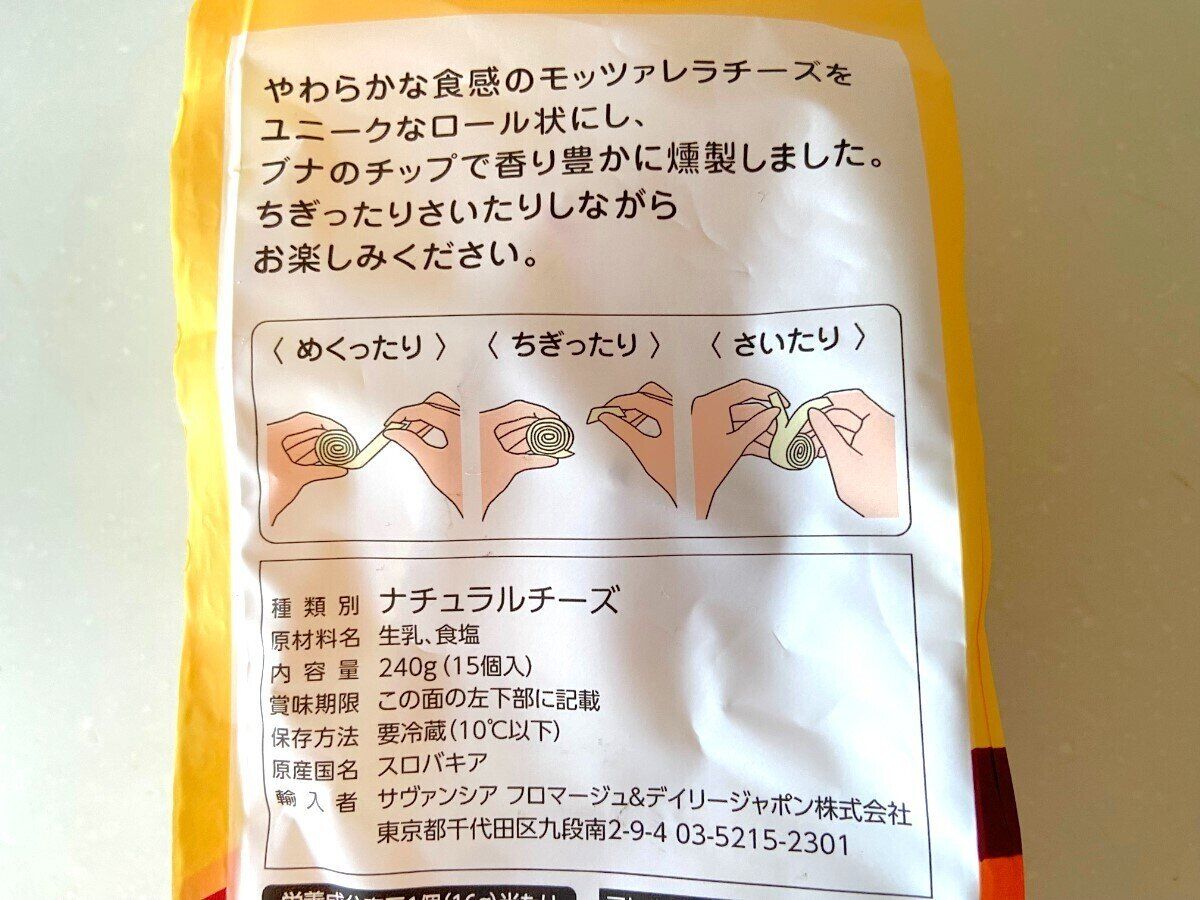 やわらかな食感のモッツァレラチーズを
ユニークなロール状にし、
ブナのチップで香り豊かに燻製しました。
ちぎったりさいたりしながら
お楽しみください。
〈 めくったり 〉 〈 ちぎったり 〉 〈 さいたり 〉
種類別 ナチュラルチーズ
原材料名 生乳、食塩
内容量 240g(15個入)
賞味期限 この面の左下部に記載
保存方法 要冷蔵(10℃以下)
原産国名 スロバキア
輸入者 サヴァンシア フロマージュ&デイリージャポン株式会社
東京都千代田区九段南2-9-4 03-5215-2301